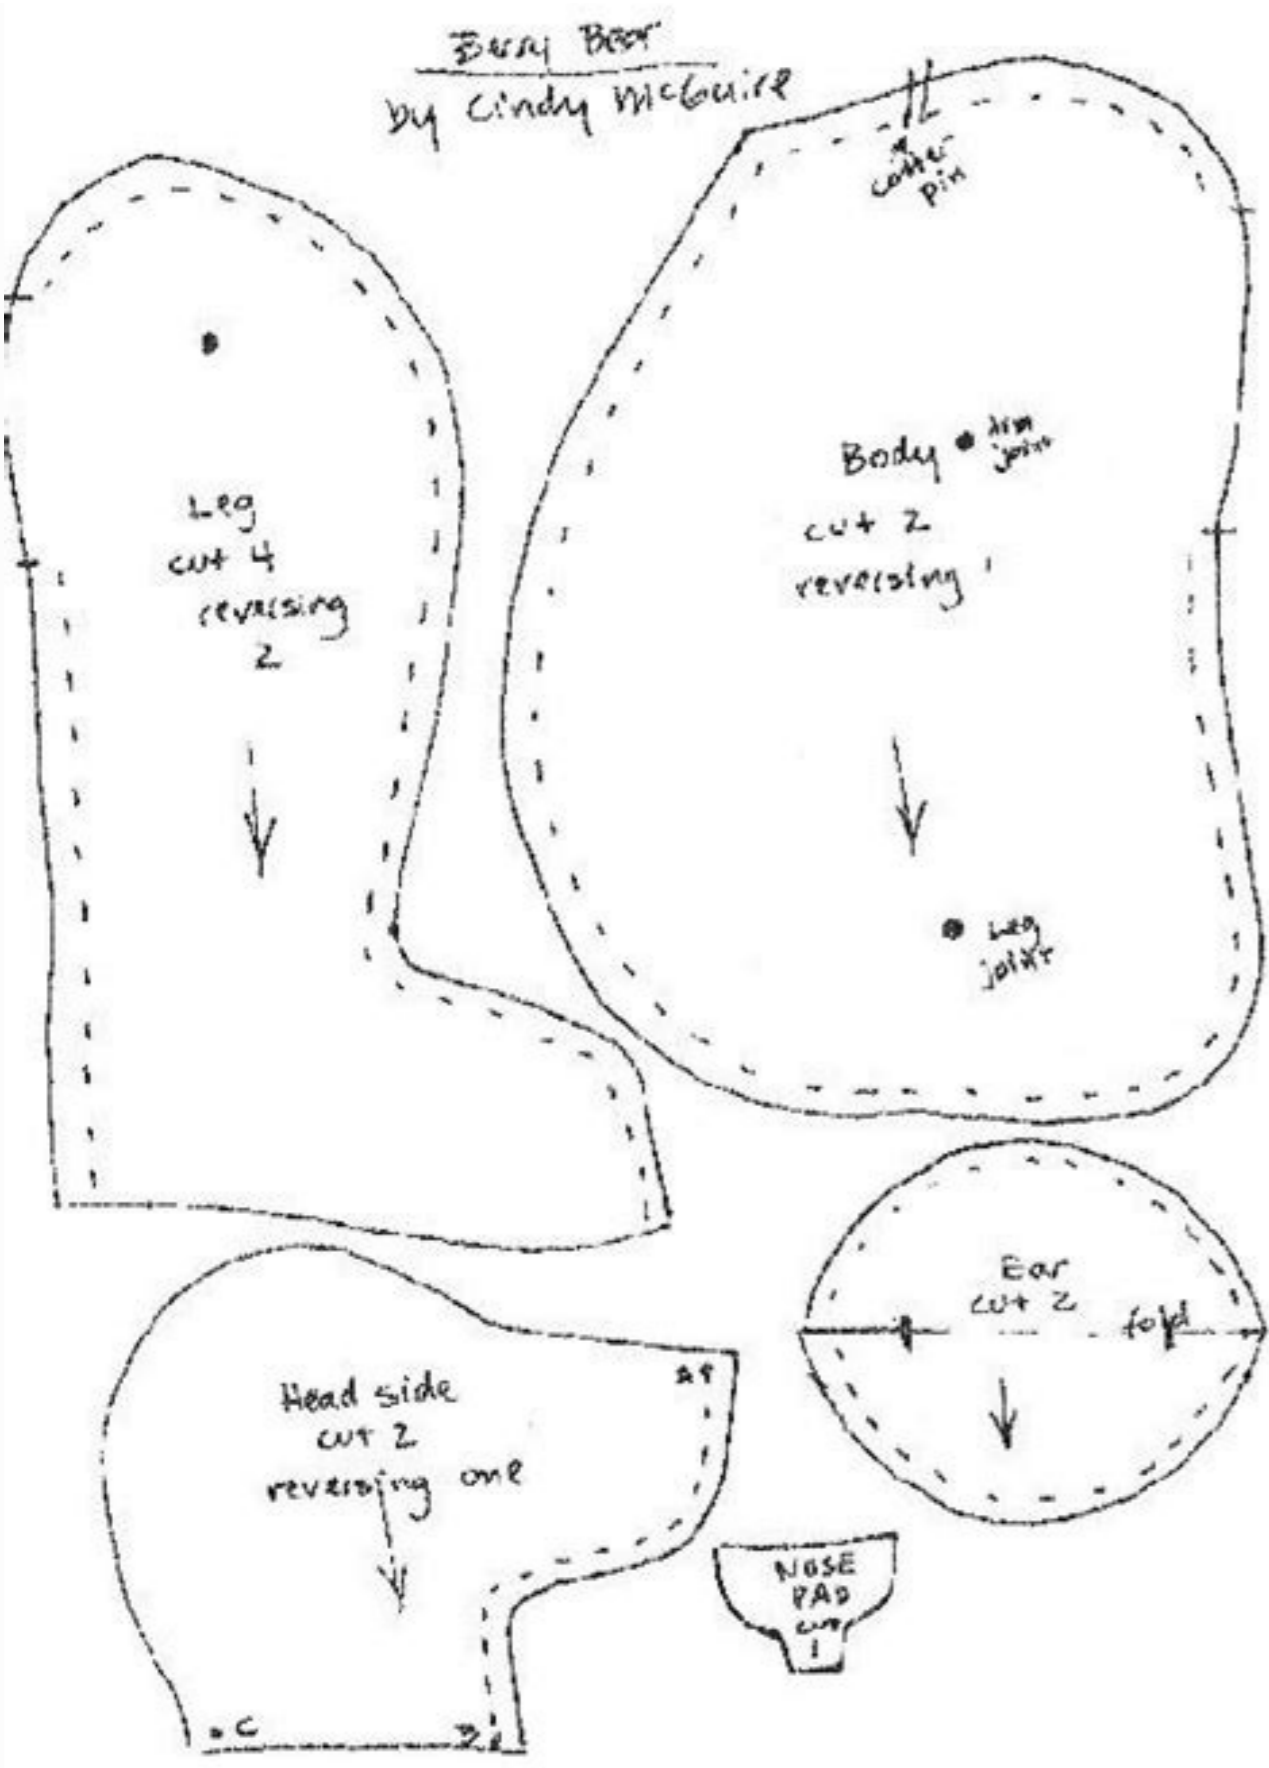 Bear
by Cindy McGuire
cotter
pin
Leg
cut 4
reversing
2
Body
arm
joint
cut 2
reversing 1
Leg
joint
Ear
cut 2
fold
Head side
cut 2
reversing one
A
NOSE
PAD
CUT
1
C
B